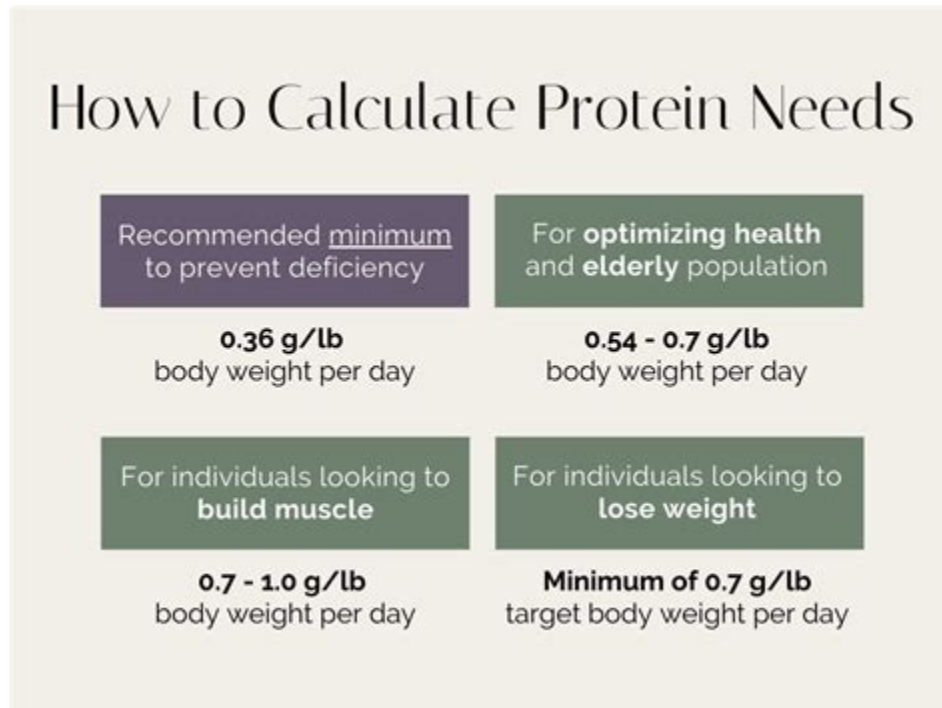 How to Calculate Protein Needs
Recommended minimum
to prevent deficiency
0.36 g/lb
body weight per day
For optimizing health
and elderly population
0.54 - 0.7 g/lb
body weight per day
For individuals looking to
build muscle
0.7 - 1.0 g/lb
body weight per day
For individuals looking to
lose weight
Minimum of 0.7 g/lb
target body weight per day